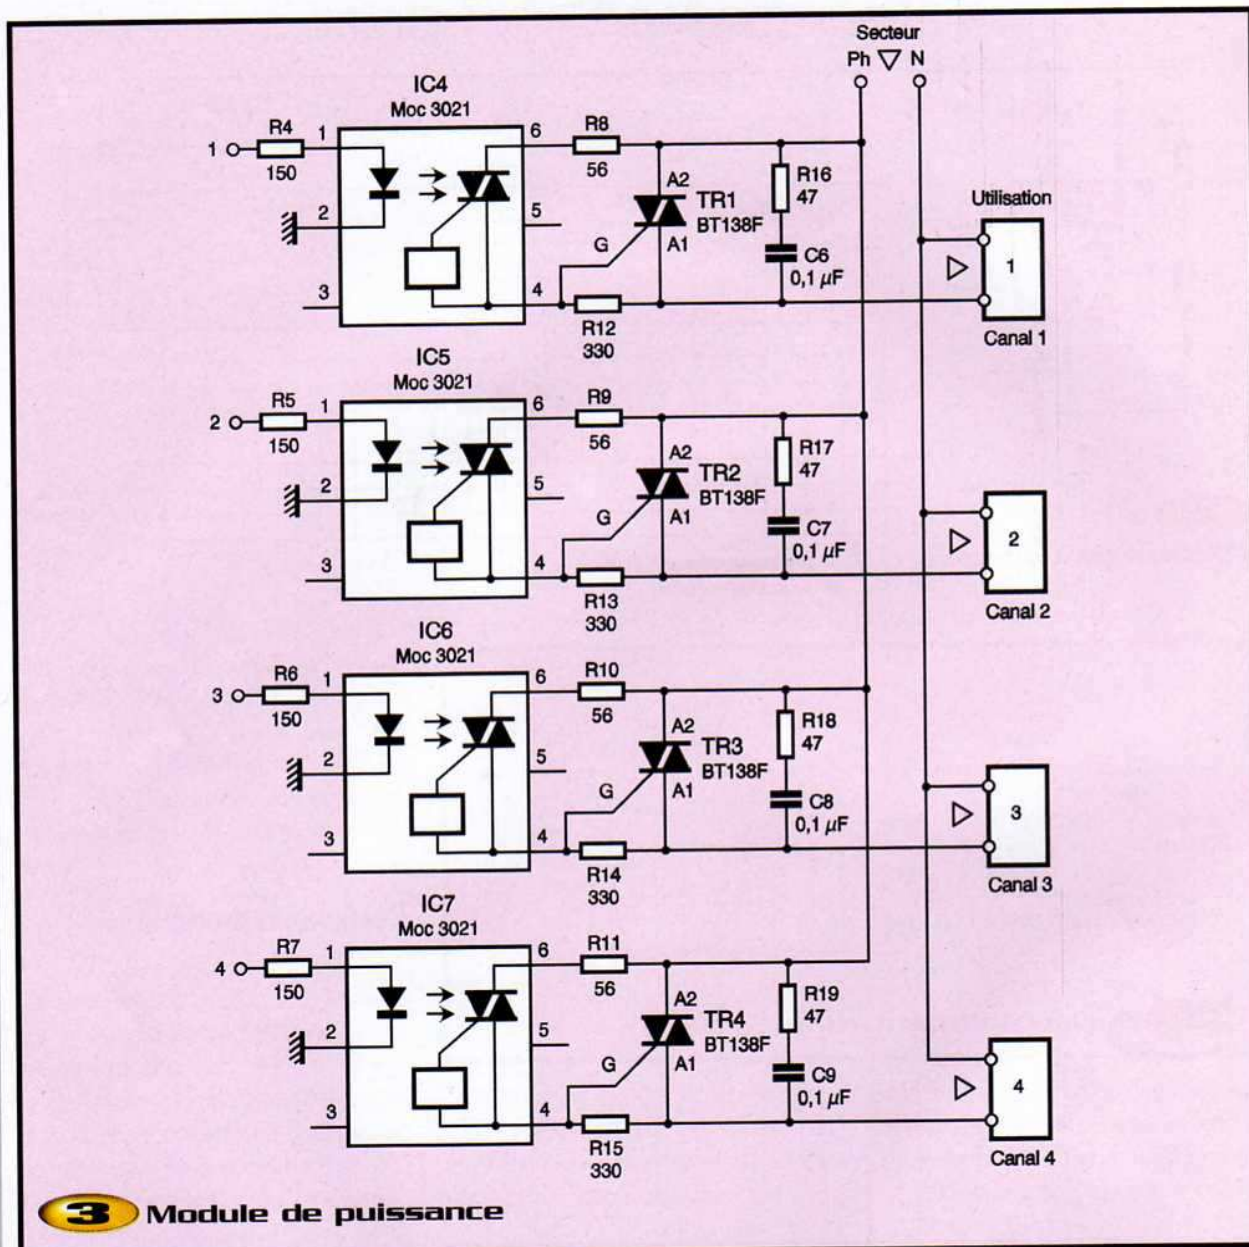 Secteur
Ph N
IC4
Moc 3021
R4
1
6
R8
1
150
56
A2
R16
47
Utilisation
2
5
TR1
BT138F
G
A1
C6
0,1 µF
1
3
4
R12
330
Canal 1
IC5
Moc 3021
R5
1
6
R9
2
150
56
A2
R17
47
2
5
TR2
BT138F
G
A1
C7
0,1 µF
2
3
4
R13
330
Canal 2
IC6
Moc 3021
R6
1
6
R10
3
150
56
A2
R18
47
2
5
TR3
BT138F
G
A1
C8
0,1 µF
3
3
4
R14
330
Canal 3
IC7
Moc 3021
R7
1
6
R11
4
150
56
A2
R19
47
2
5
TR4
BT138F
G
A1
C9
0,1 µF
4
3
4
R15
330
Canal 4
3 Module de puissance